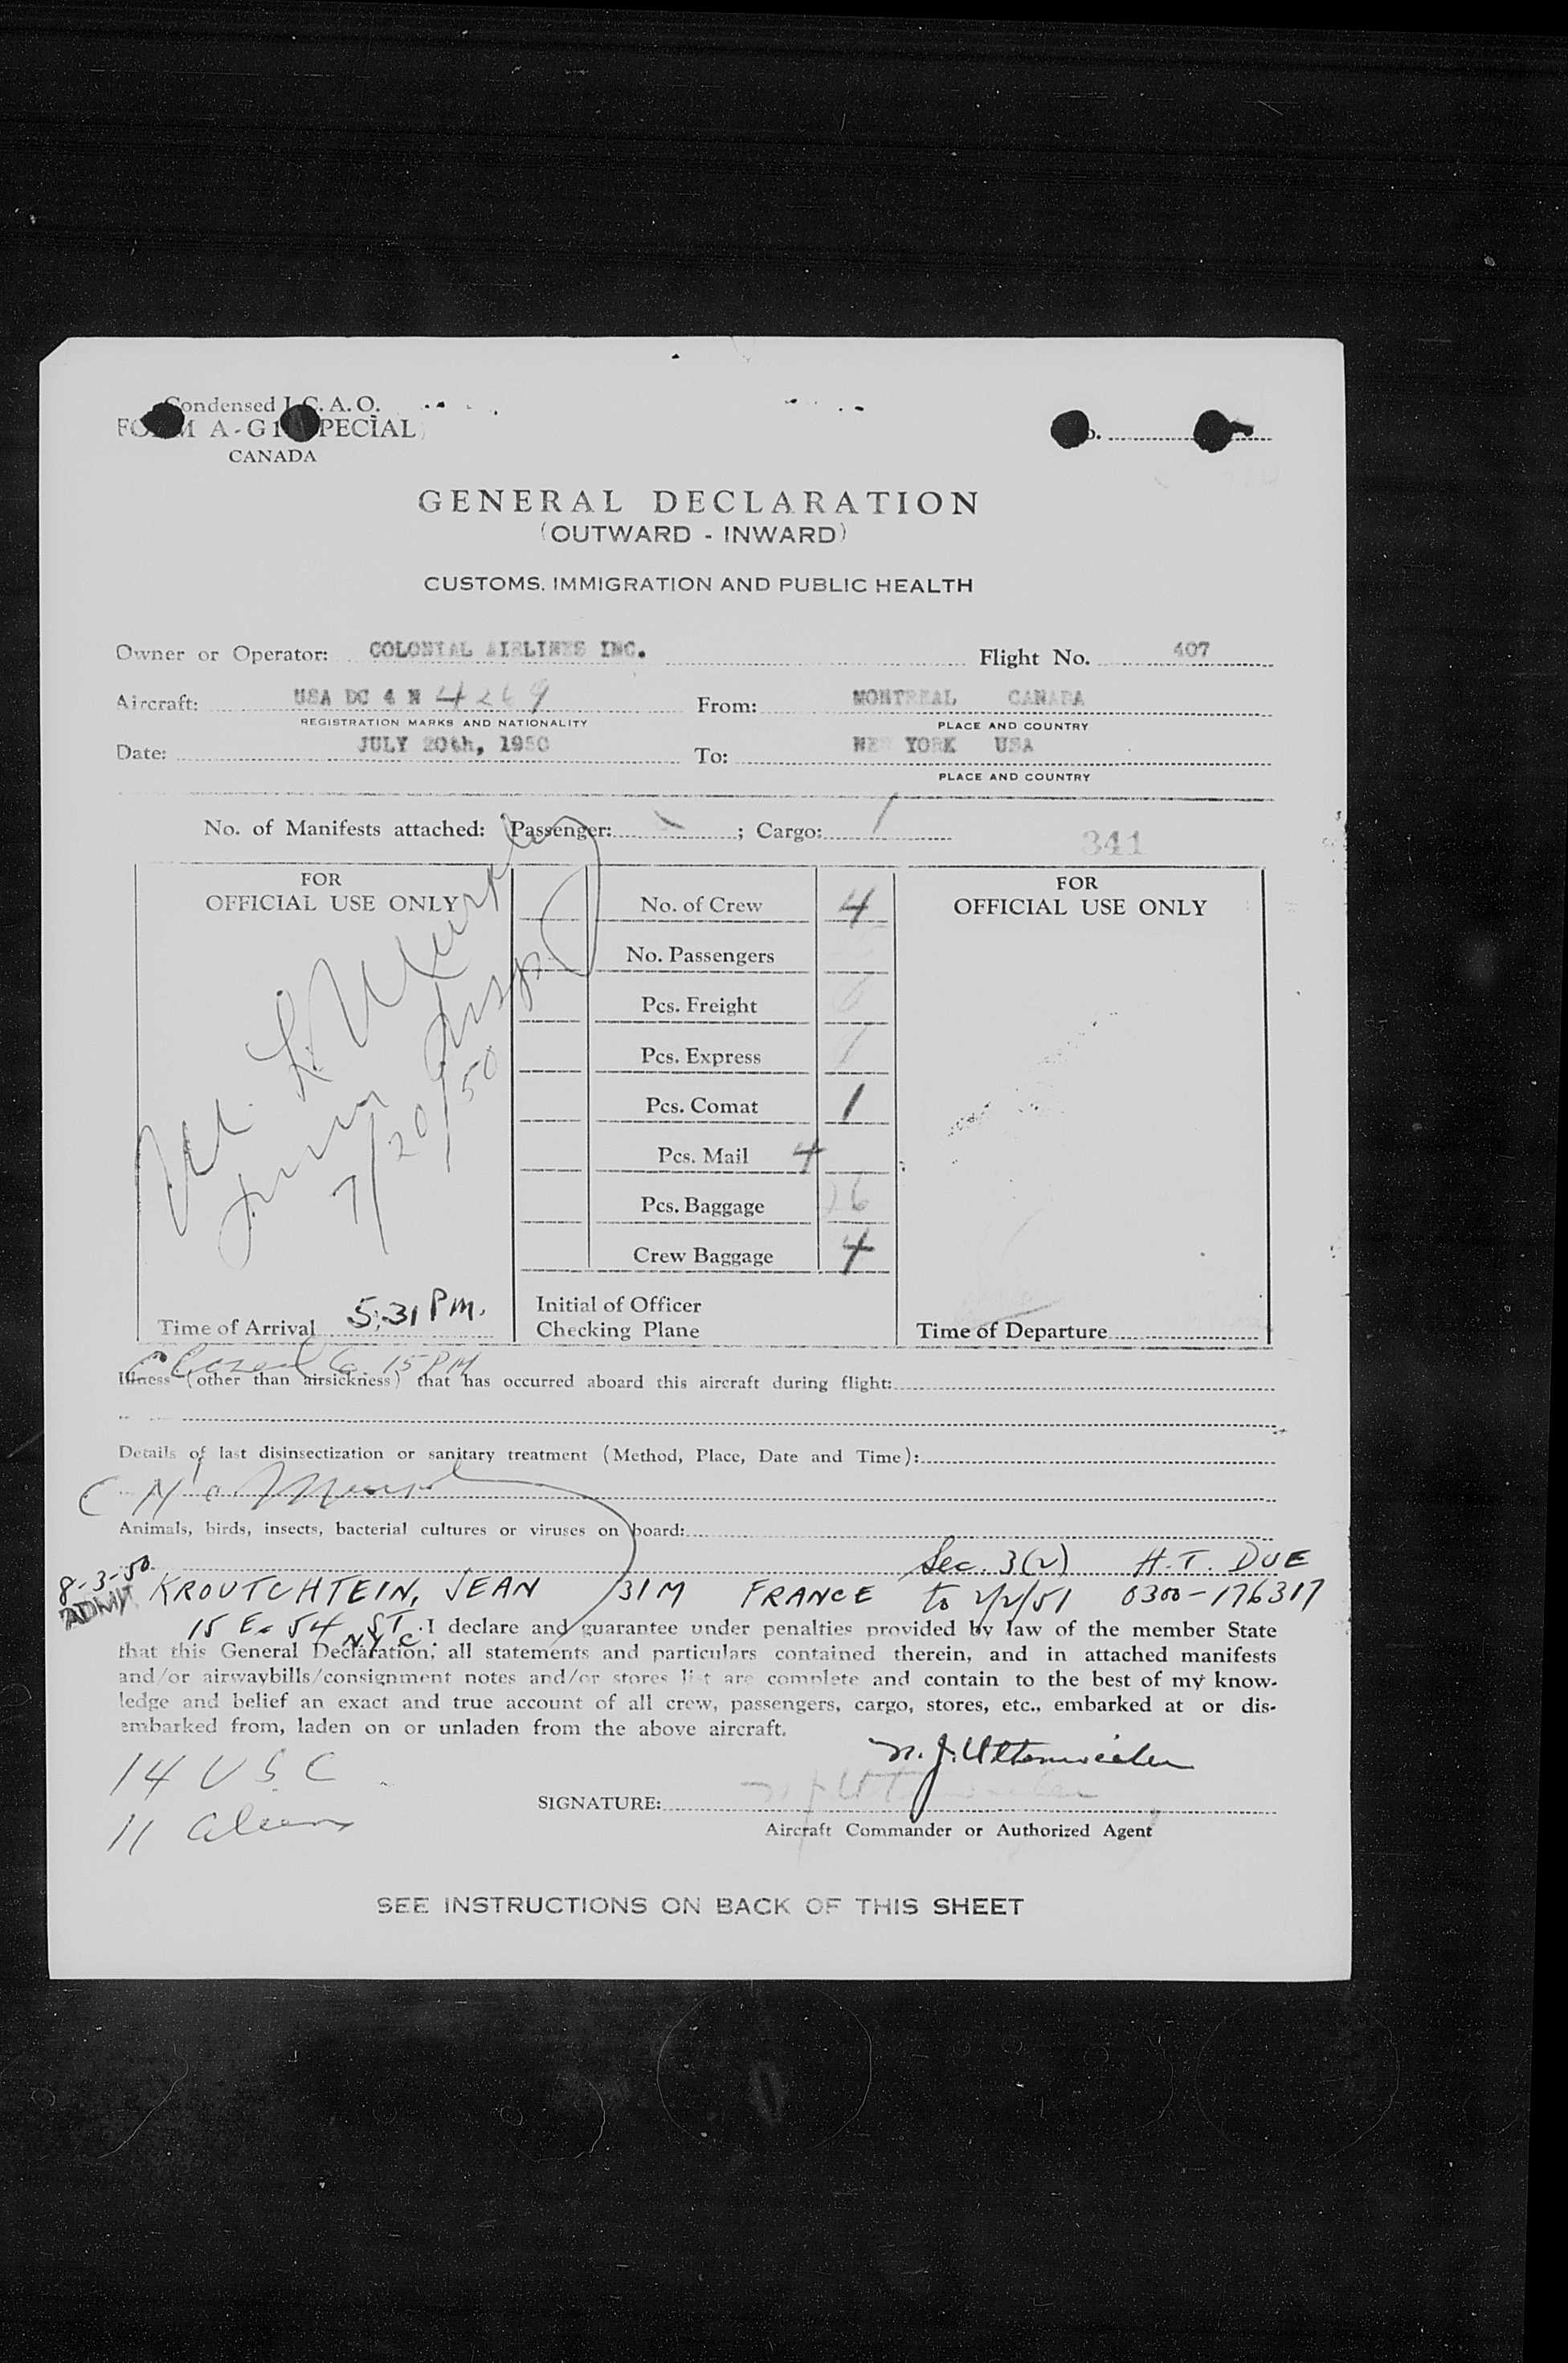 Condensed I.C.A.O.
FORM A-G1 SPECIAL
CANADA
GENERAL DECLARATION
(OUTWARD - INWARD)
CUSTOMS, IMMIGRATION AND PUBLIC HEALTH
Owner or Operator: COLONIAL AIRLINES INC. Flight No. 407
Aircraft: USA DC 4 N 4269 From: MONTREAL CANADA
REGISTRATION MARKS AND NATIONALITY PLACE AND COUNTRY
Date: JULY 20th, 1950 To: NEW YORK USA
PLACE AND COUNTRY
No. of Manifests attached: Passenger: ; Cargo: /
341
FOR
OFFICIAL USE ONLY
7/20/50
Time of Arrival 5:31 PM.
No. of Crew 4
No. Passengers
Pcs. Freight
Pcs. Express
Pcs. Comat 1
Pcs. Mail 4
Pcs. Baggage
Crew Baggage 4
Initial of Officer
Checking Plane
FOR
OFFICIAL USE ONLY
Time of Departure
6.15 PM
Illness (other than airsickness) that has occurred aboard this aircraft during flight:
Details of last disinsectization or sanitary treatment (Method, Place, Date and Time):
Animals, birds, insects, bacterial cultures or viruses on board:
8-3-50 Sec. 3(2) H.T. DUE
ADMIT KROUTCHTEIN, JEAN 31M FRANCE to 2/2/51 0300-176317
15 E. 54 ST. N.Y.C.
I declare and guarantee under penalties provided by law of the member State
that this General Declaration, all statements and particulars contained therein, and in attached manifests
and/or airwaybills/consignment notes and/or stores list are complete and contain to the best of my know-
ledge and belief an exact and true account of all crew, passengers, cargo, stores, etc., embarked at or dis-
embarked from, laden on or unladen from the above aircraft.
14 USC
11 aliens
SIGNATURE:
Aircraft Commander or Authorized Agent
SEE INSTRUCTIONS ON BACK OF THIS SHEET